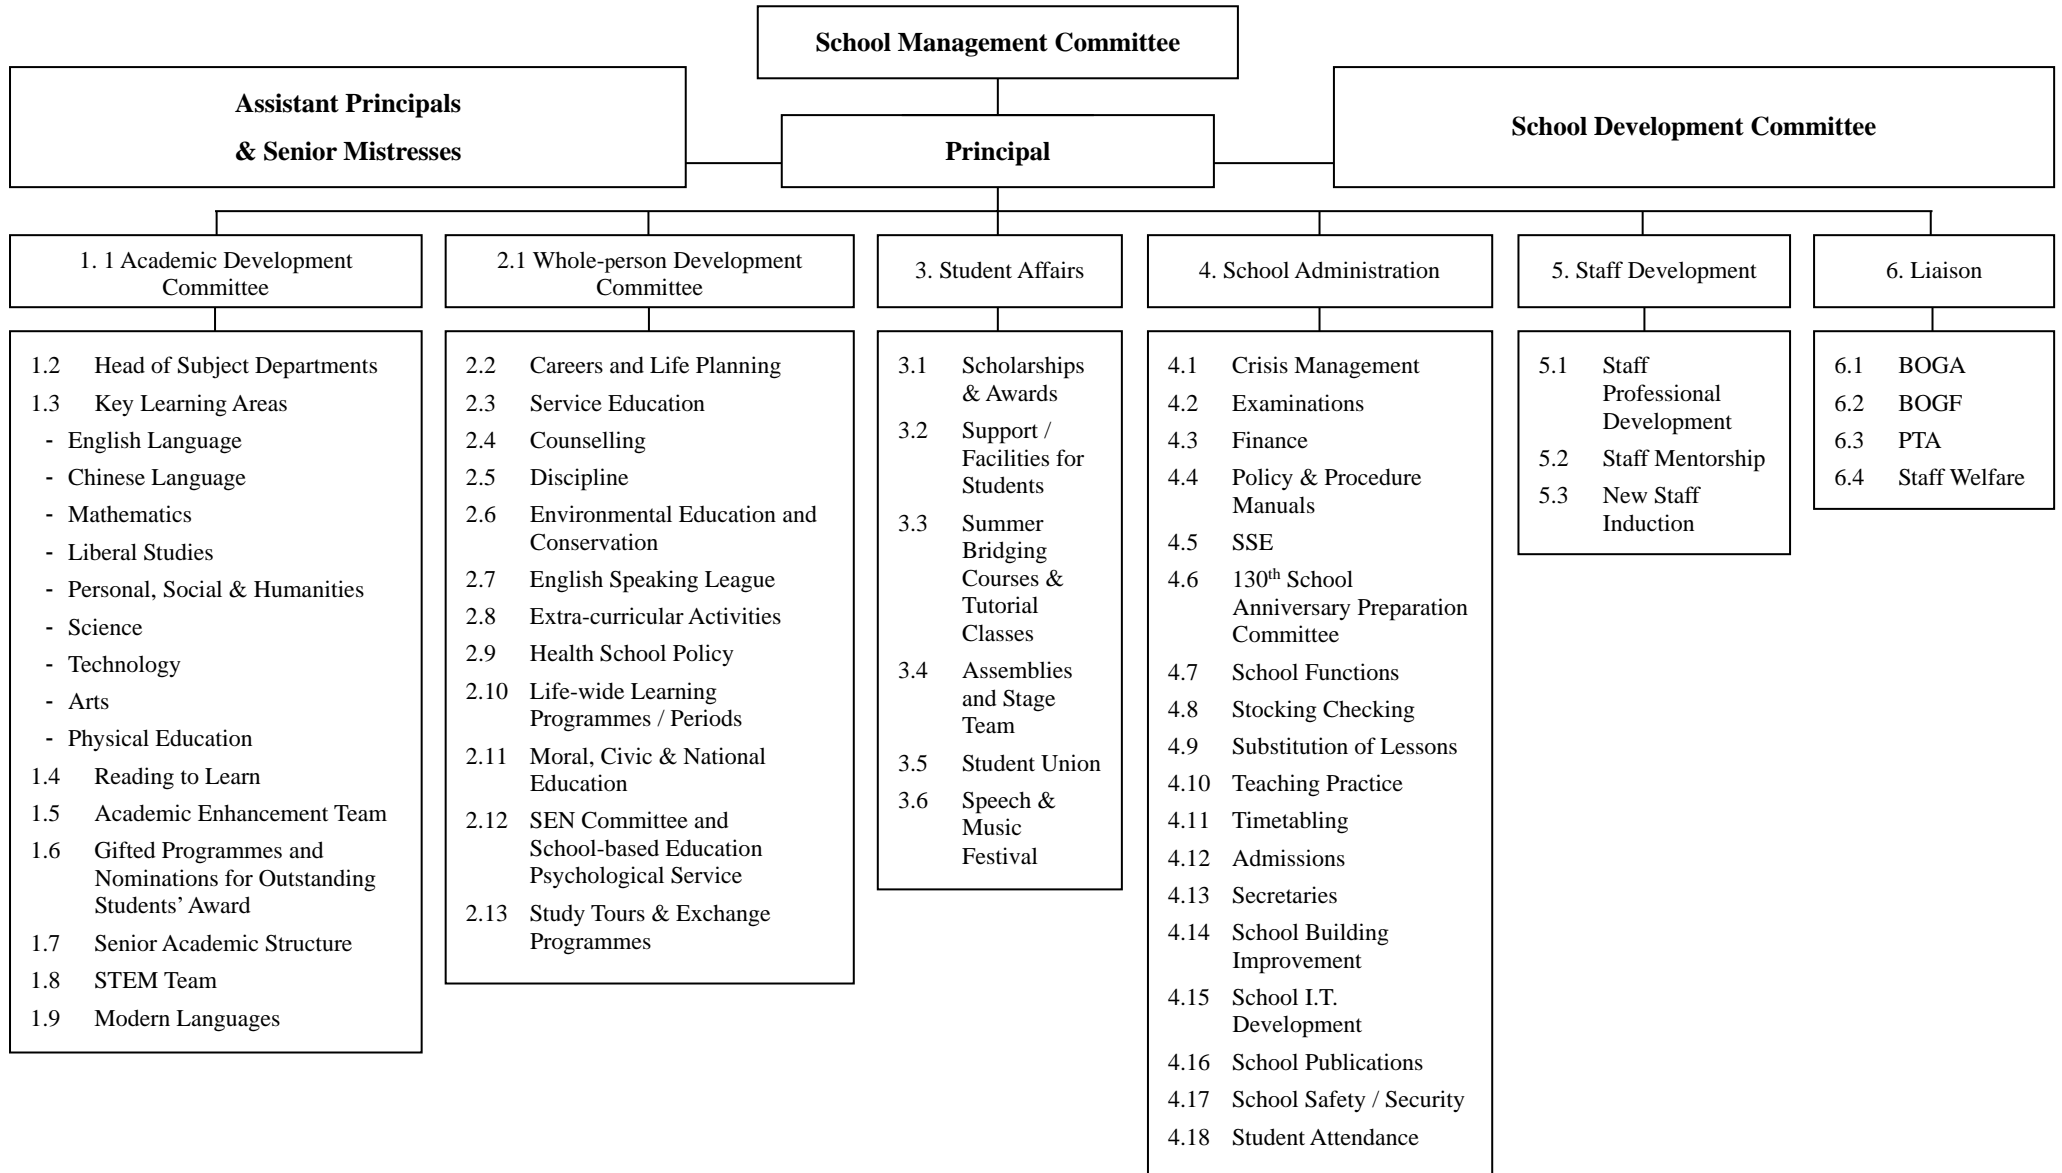 School Management Committee
Assistant Principals
& Senior Mistresses
Principal
School Development Committee
1. 1 Academic Development
Committee
1.2 Head of Subject Departments
1.3 Key Learning Areas
- English Language
- Chinese Language
- Mathematics
- Liberal Studies
- Personal, Social & Humanities
- Science
- Technology
- Arts
- Physical Education
1.4 Reading to Learn
1.5 Academic Enhancement Team
1.6 Gifted Programmes and
Nominations for Outstanding
Students’ Award
1.7 Senior Academic Structure
1.8 STEM Team
1.9 Modern Languages
2.1 Whole-person Development
Committee
2.2 Careers and Life Planning
2.3 Service Education
2.4 Counselling
2.5 Discipline
2.6 Environmental Education and
Conservation
2.7 English Speaking League
2.8 Extra-curricular Activities
2.9 Health School Policy
2.10 Life-wide Learning
Programmes / Periods
2.11 Moral, Civic & National
Education
2.12 SEN Committee and
School-based Education
Psychological Service
2.13 Study Tours & Exchange
Programmes
3. Student Affairs
3.1 Scholarships
& Awards
3.2 Support /
Facilities for
Students
3.3 Summer
Bridging
Courses &
Tutorial
Classes
3.4 Assemblies
and Stage
Team
3.5 Student Union
3.6 Speech &
Music
Festival
4. School Administration
4.1 Crisis Management
4.2 Examinations
4.3 Finance
4.4 Policy & Procedure
Manuals
4.5 SSE
4.6 130th School
Anniversary Preparation
Committee
4.7 School Functions
4.8 Stocking Checking
4.9 Substitution of Lessons
4.10 Teaching Practice
4.11 Timetabling
4.12 Admissions
4.13 Secretaries
4.14 School Building
Improvement
4.15 School I.T.
Development
4.16 School Publications
4.17 School Safety / Security
4.18 Student Attendance
5. Staff Development
5.1 Staff
Professional
Development
5.2 Staff Mentorship
5.3 New Staff
Induction
6. Liaison
6.1 BOGA
6.2 BOGF
6.3 PTA
6.4 Staff Welfare